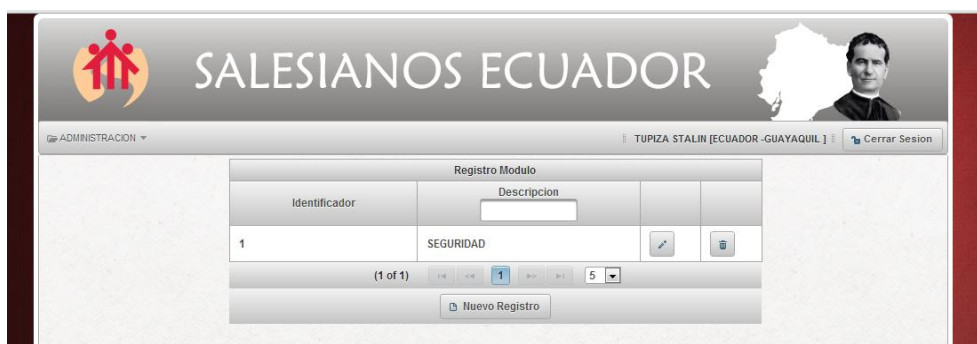 SALESIANOS ECUADOR
ADMINISTRACION
TUPIZA STALIN [ECUADOR -GUAYAQUIL ]
Cerrar Sesion
Registro Modulo
Identificador
Descripcion
1
SEGURIDAD
(1 of 1)
1
5
Nuevo Registro